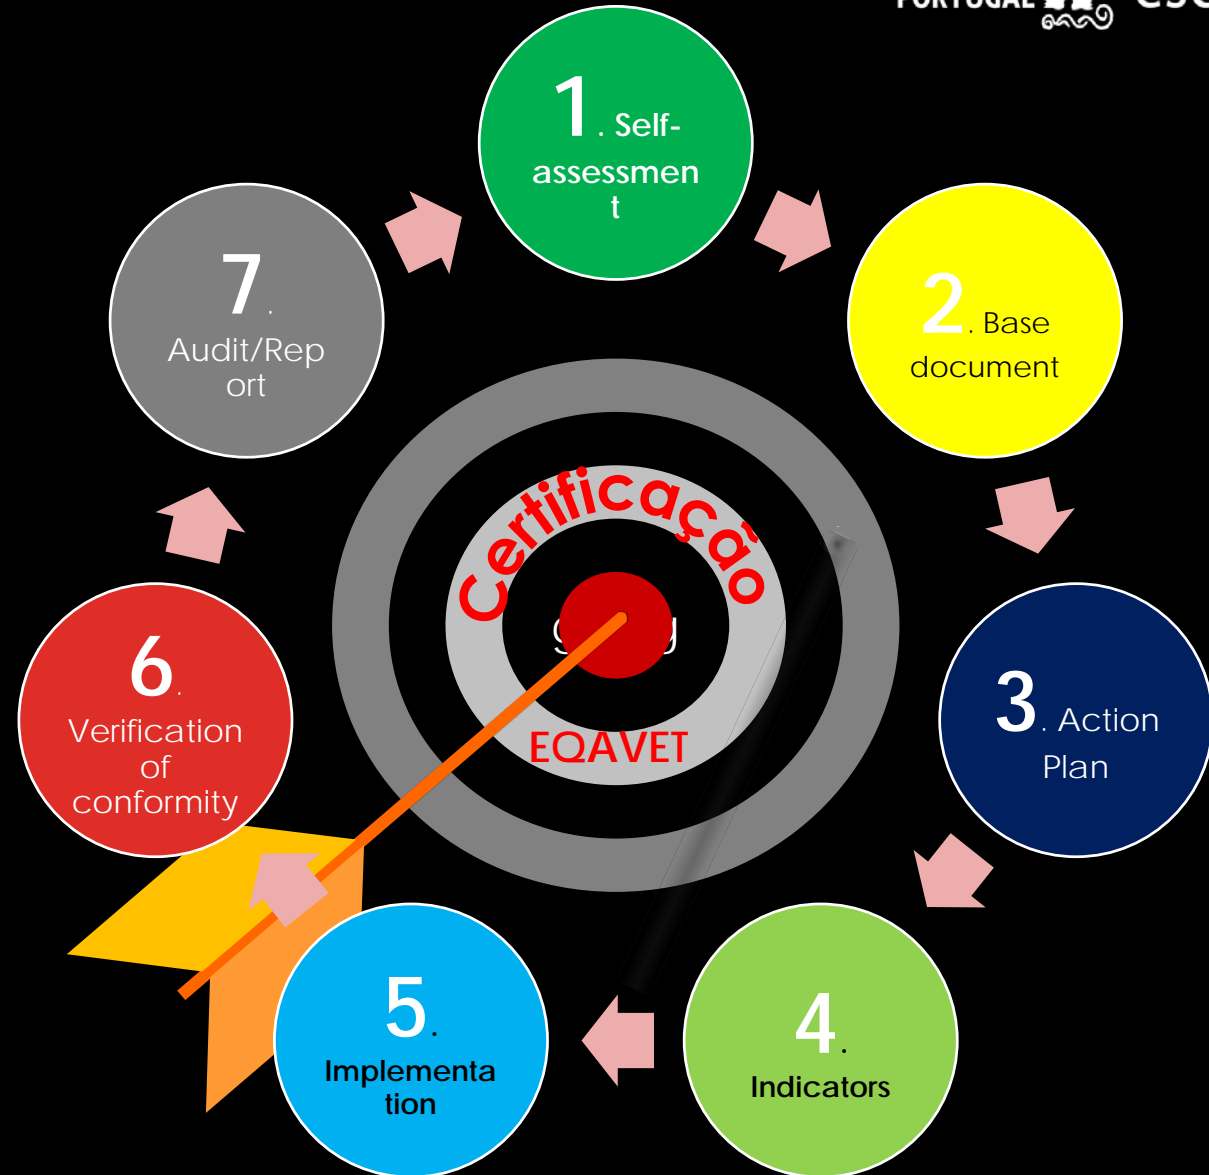 PORTUGAL
1. Self-
assessmen
t
2. Base
document
3. Action
Plan
4.
Indicators
5.
Implementa
tion
6.
Verification
of
conformity
7.
Audit/Rep
ort
Certificação
EQAVET